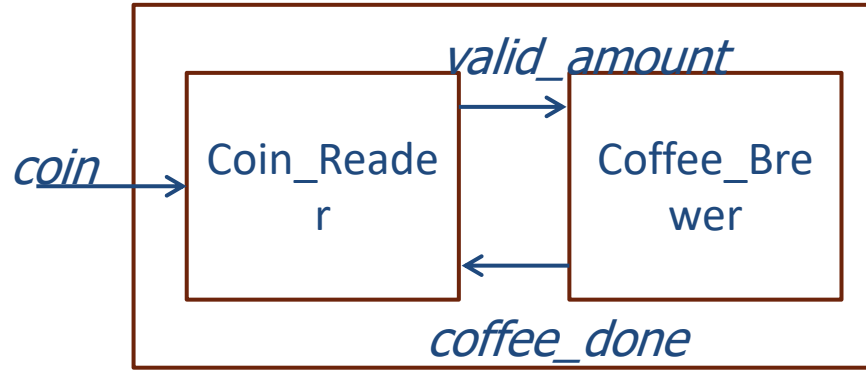 valid_amount
Coin_Reade
r
Coffee_Bre
wer
coin
coffee_done